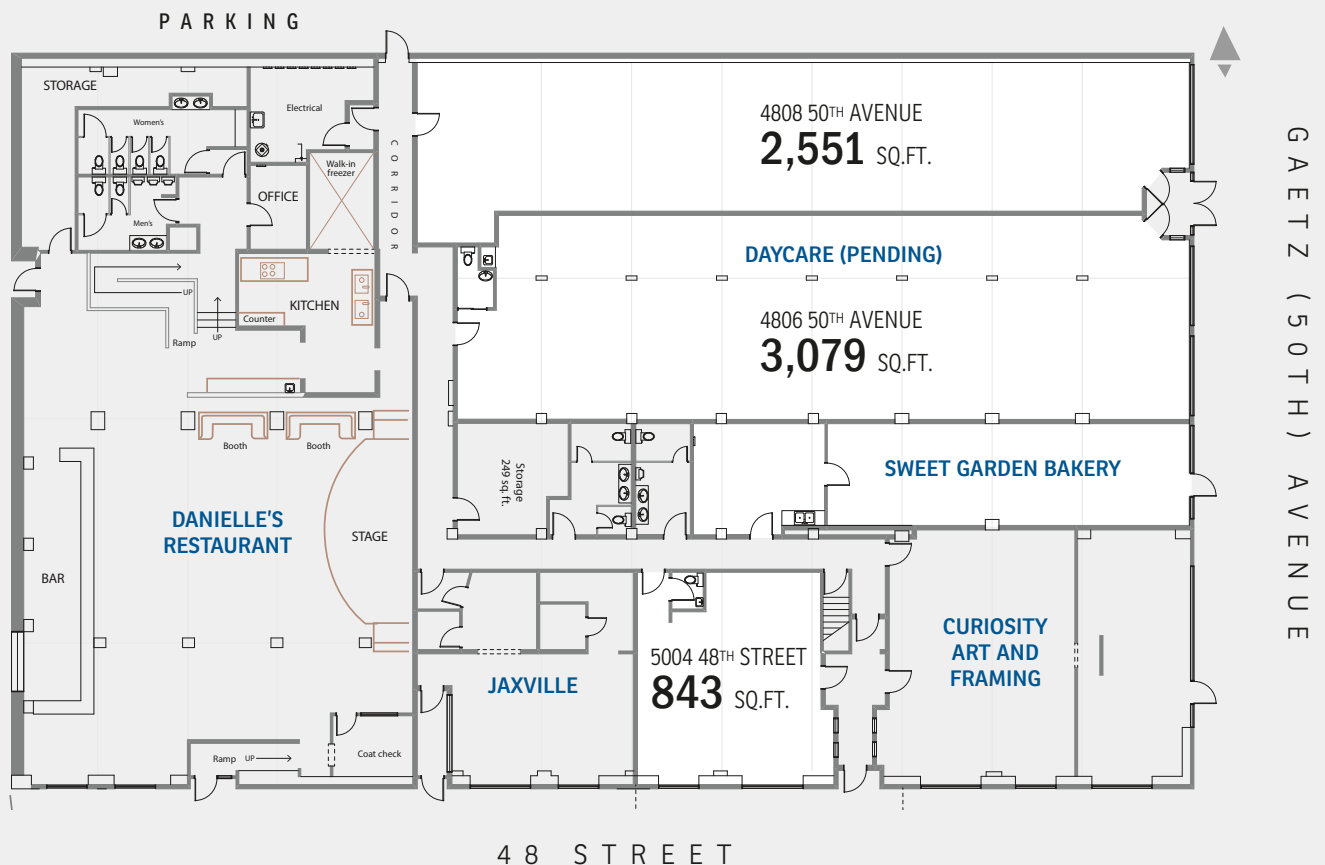 PARKING
STORAGE
Women's
Electrical
Walk-in
freezer
OFFICE
Men's
CORRIDOR
UP
KITCHEN
Counter
UP
Ramp
Booth
Booth
DANIELLE'S
RESTAURANT
STAGE
BAR
Ramp UP
Coat check
4808 50TH AVENUE
2,551 SQ.FT.
DAYCARE (PENDING)
4806 50TH AVENUE
3,079 SQ.FT.
Storage
249 sq. ft.
SWEET GARDEN BAKERY
JAXVILLE
5004 48TH STREET
843 SQ.FT.
CURIOSITY
ART AND
FRAMING
GAETZ (50TH) AVENUE
48 STREET